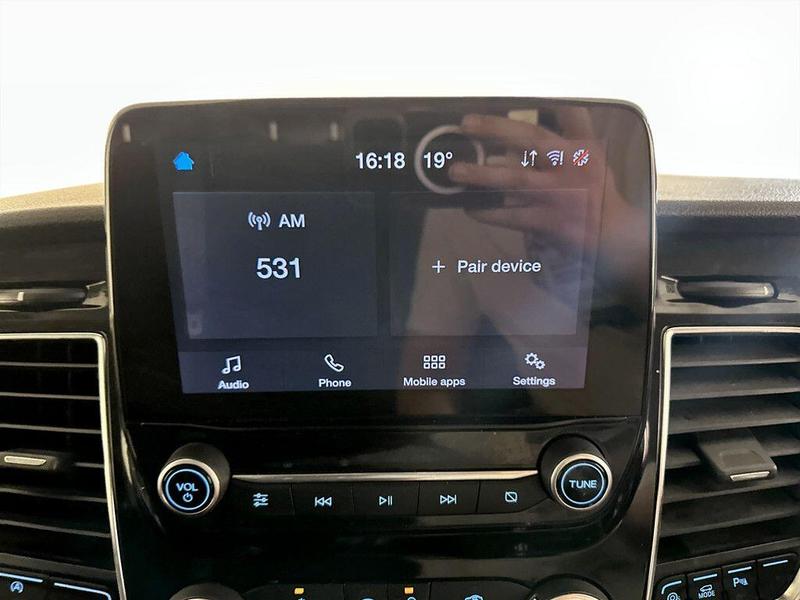 16:18 19°
AM
531
+ Pair device
Audio Phone Mobile apps Settings
VOL TUNE
MODE